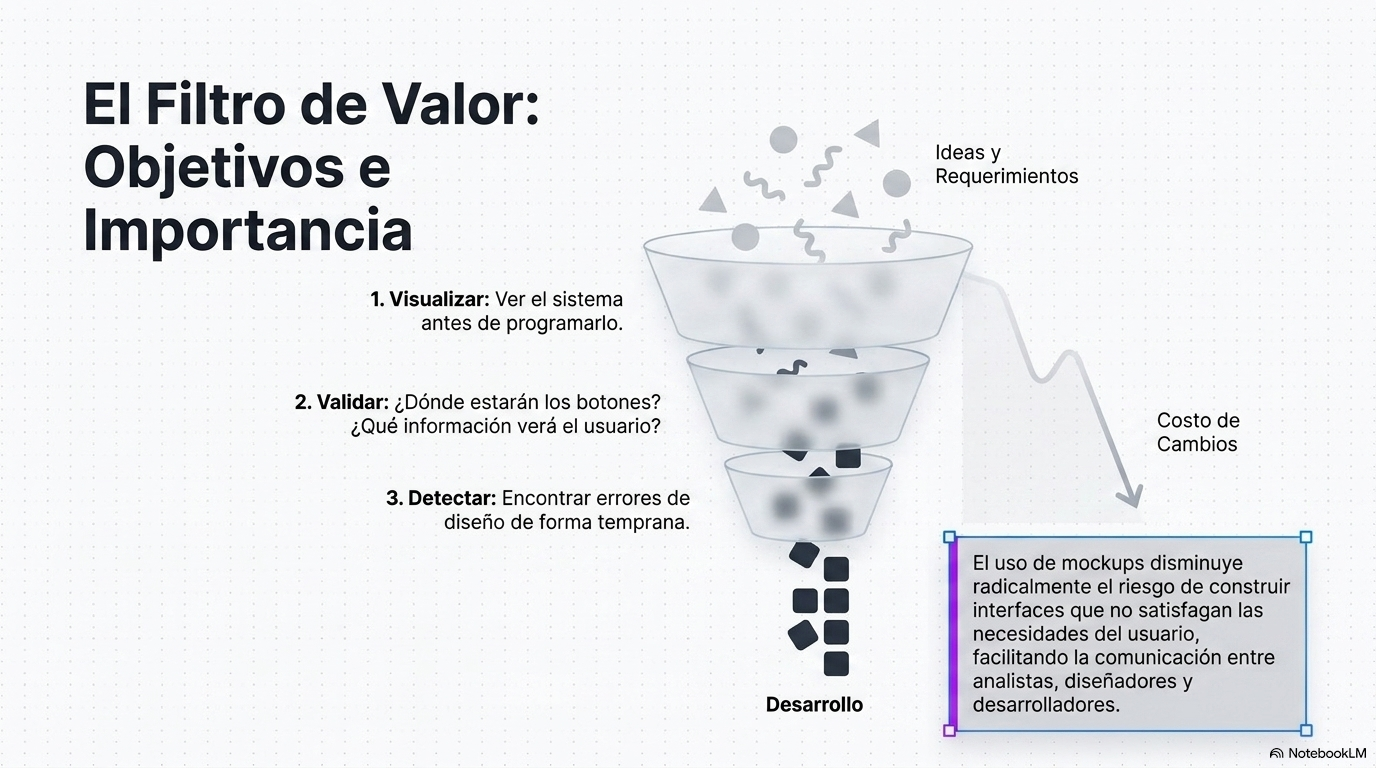 El Filtro de Valor:
Objetivos e
Importancia
Ideas y
Requerimientos
1. Visualizar: Ver el sistema
antes de programarlo.
2. Validar: ¿Dónde estarán los botones?
¿Qué información verá el usuario?
3. Detectar: Encontrar errores de
diseño de forma temprana.
Costo de
Cambios
El uso de mockups disminuye
radicalmente el riesgo de construir
interfaces que no satisfagan las
necesidades del usuario,
facilitando la comunicación entre
analistas, diseñadores y
desarrolladores.
Desarrollo
NotebookLM